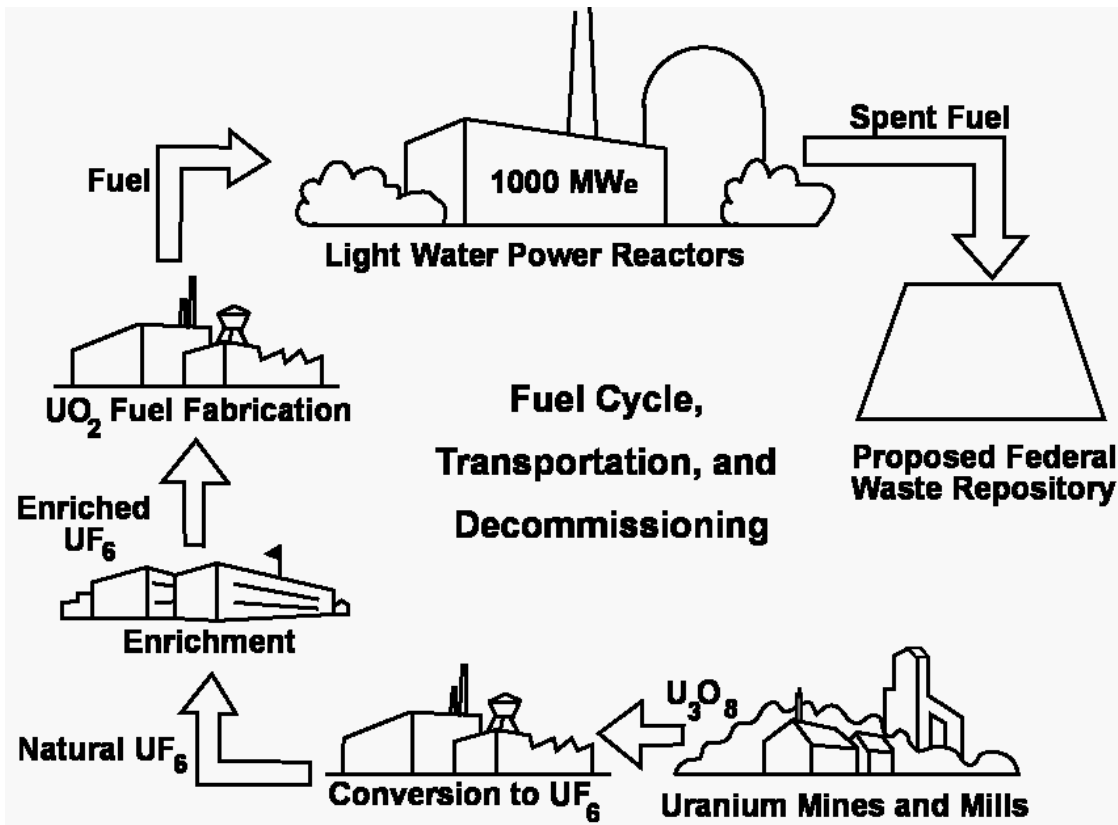 Spent Fuel
Fuel
1000 MWe
Light Water Power Reactors
UO₂ Fuel Fabrication
Fuel Cycle,
Transportation, and
Decommissioning
Proposed Federal
Waste Repository
Enriched
UF₆
Enrichment
U₃O₈
Natural UF₆
Conversion to UF₆
Uranium Mines and Mills